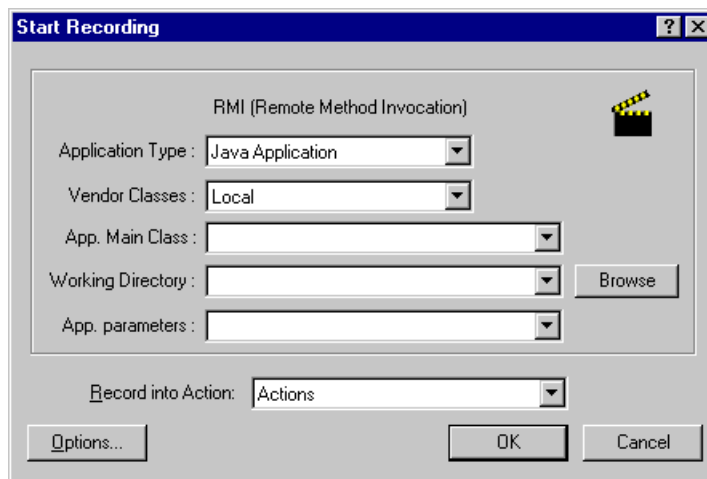 Start Recording
RMI (Remote Method Invocation)
Application Type : Java Application
Vendor Classes : Local
App. Main Class :
Working Directory : Browse
App. parameters :
Record into Action: Actions
Options... OK Cancel